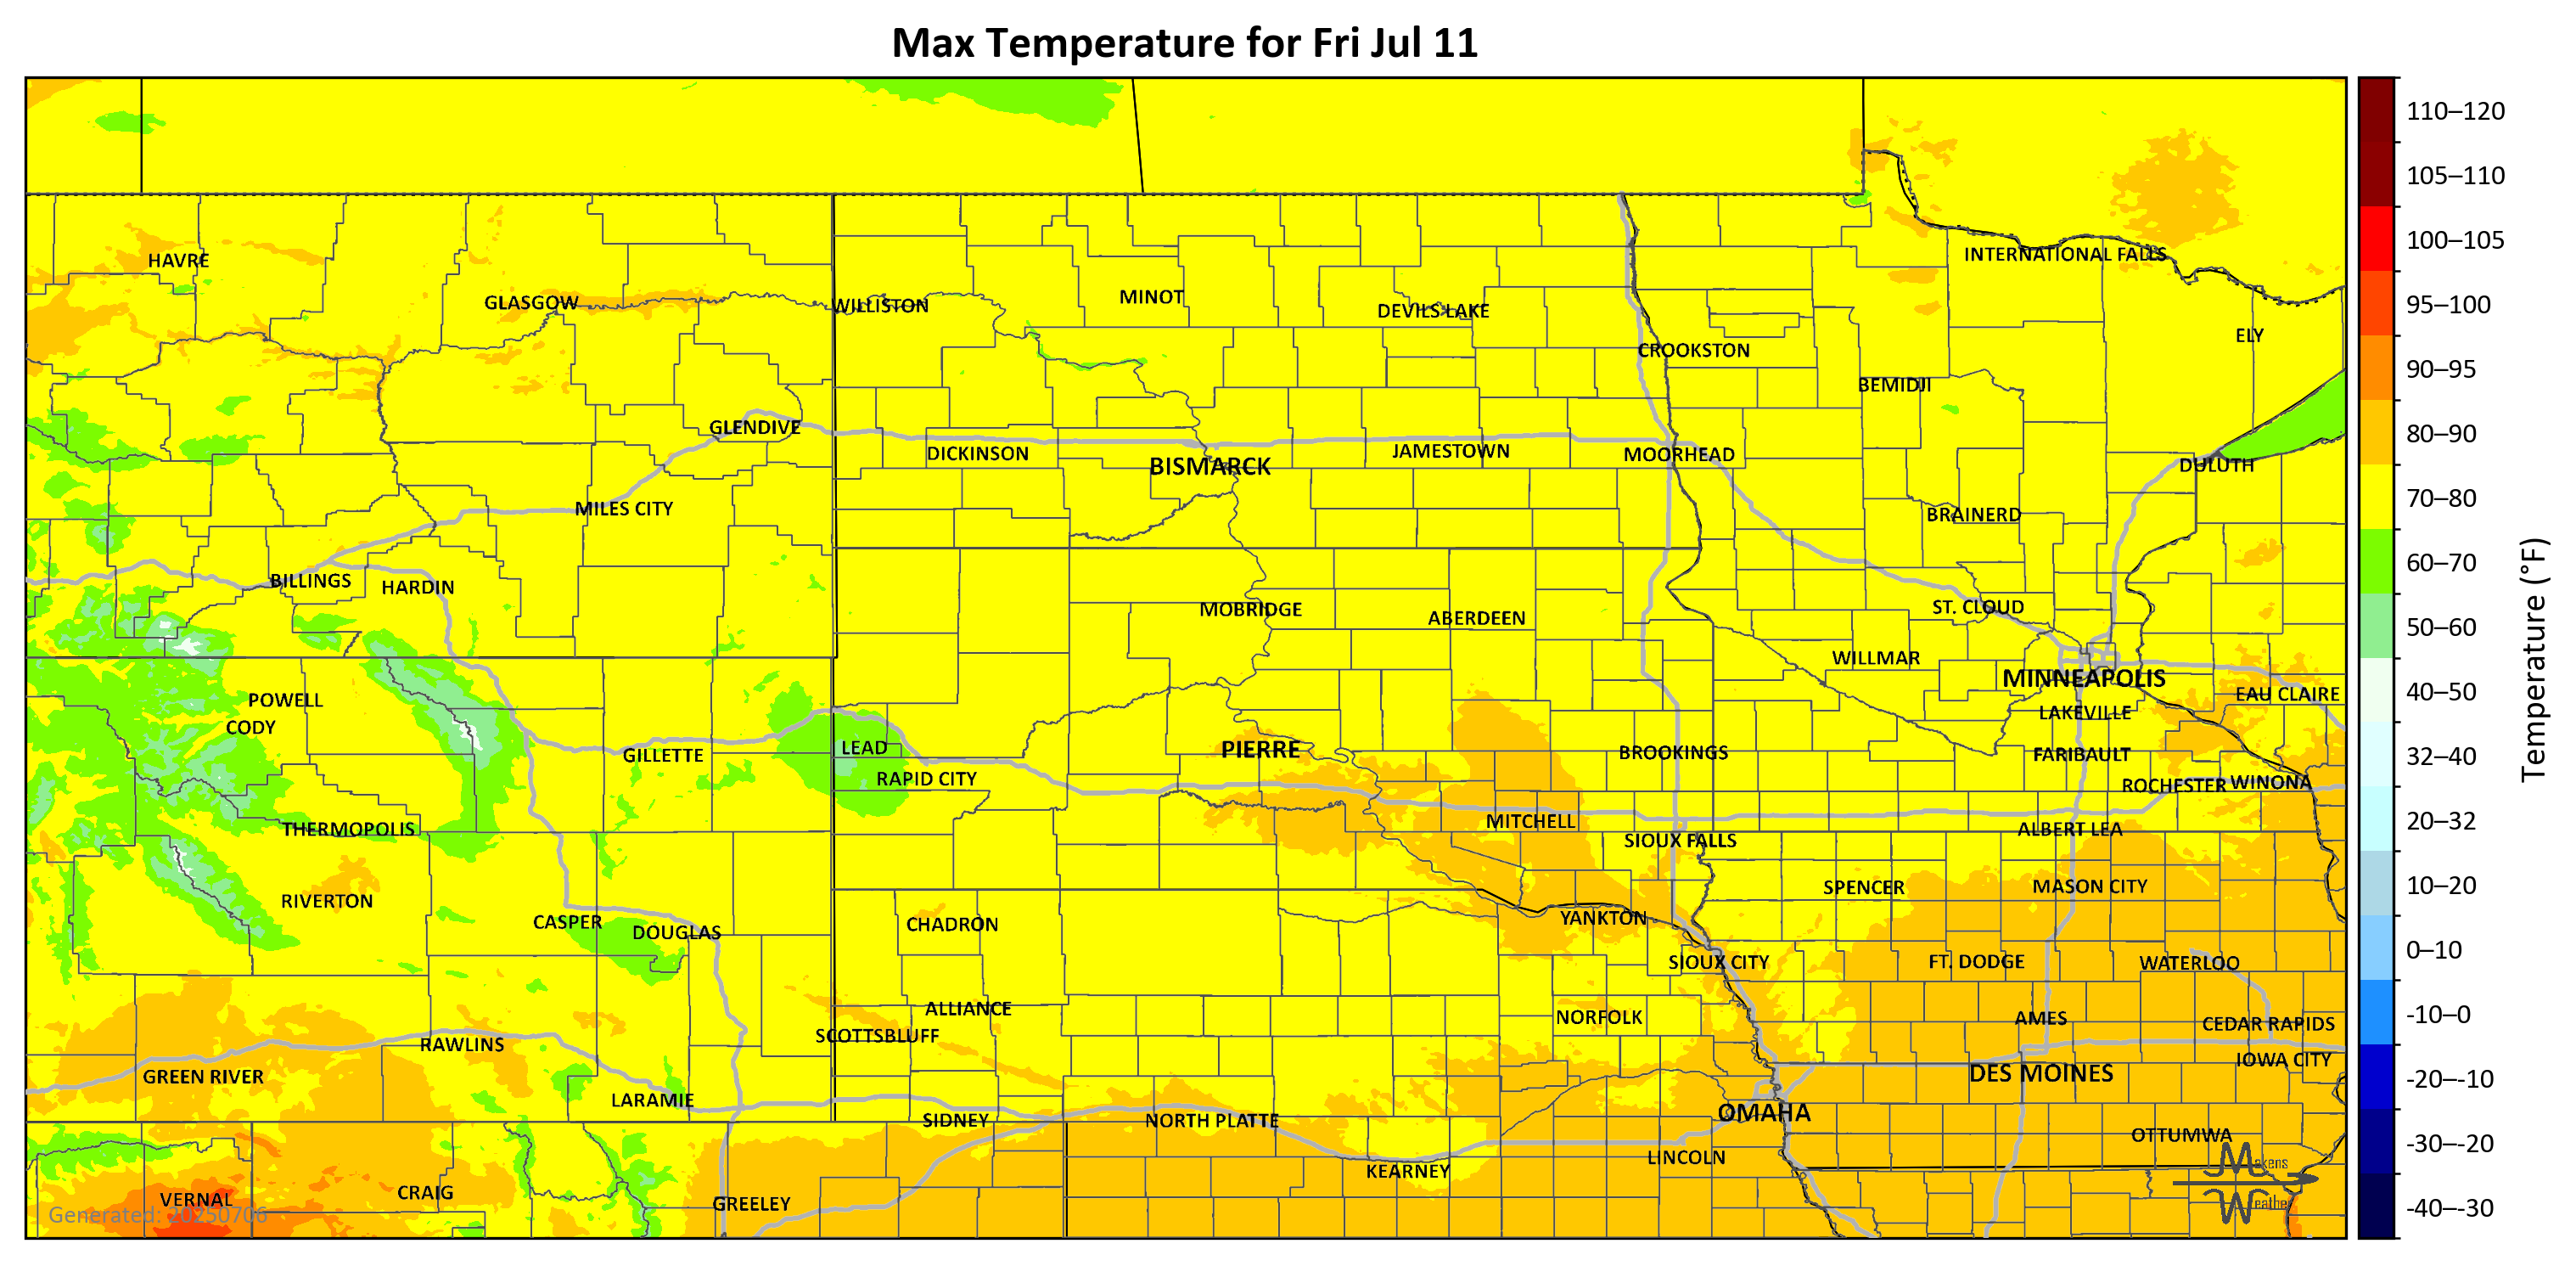 Max Temperature for Fri Jul 11
HAVRE
INTERNATIONAL FALLS
GLASGOW
WILLISTON
MINOT
DEVILS LAKE
ELY
CROOKSTON
BEMIDJI
GLENDIVE
DICKINSON
BISMARCK
JAMESTOWN
MOORHEAD
DULUTH
MILES CITY
BRAINERD
BILLINGS
HARDIN
MOBRIDGE
ABERDEEN
ST. CLOUD
WILLMAR
MINNEAPOLIS
EAU CLAIRE
POWELL
CODY
LAKEVILLE
GILLETTE
LEAD
PIERRE
BROOKINGS
FARIBAULT
RAPID CITY
ROCHESTER
WINONA
THERMOPOLIS
MITCHELL
SIOUX FALLS
ALBERT LEA
RIVERTON
SPENCER
MASON CITY
CASPER
DOUGLAS
CHADRON
YANKTON
SIOUX CITY
FT. DODGE
WATERLOO
ALLIANCE
NORFOLK
AMES
CEDAR RAPIDS
SCOTTSBLUFF
RAWLINS
IOWA CITY
GREEN RIVER
DES MOINES
LARAMIE
SIDNEY
NORTH PLATTE
OMAHA
OTTUMWA
KEARNEY
LINCOLN
VERNAL
CRAIG
GREELEY
Generated: 20250706
Makens
Weather
110–120
105–110
100–105
95–100
90–95
80–90
70–80
60–70
50–60
40–50
32–40
20–32
10–20
0–10
-10–0
-20–-10
-30–-20
-40–-30
Temperature (°F)